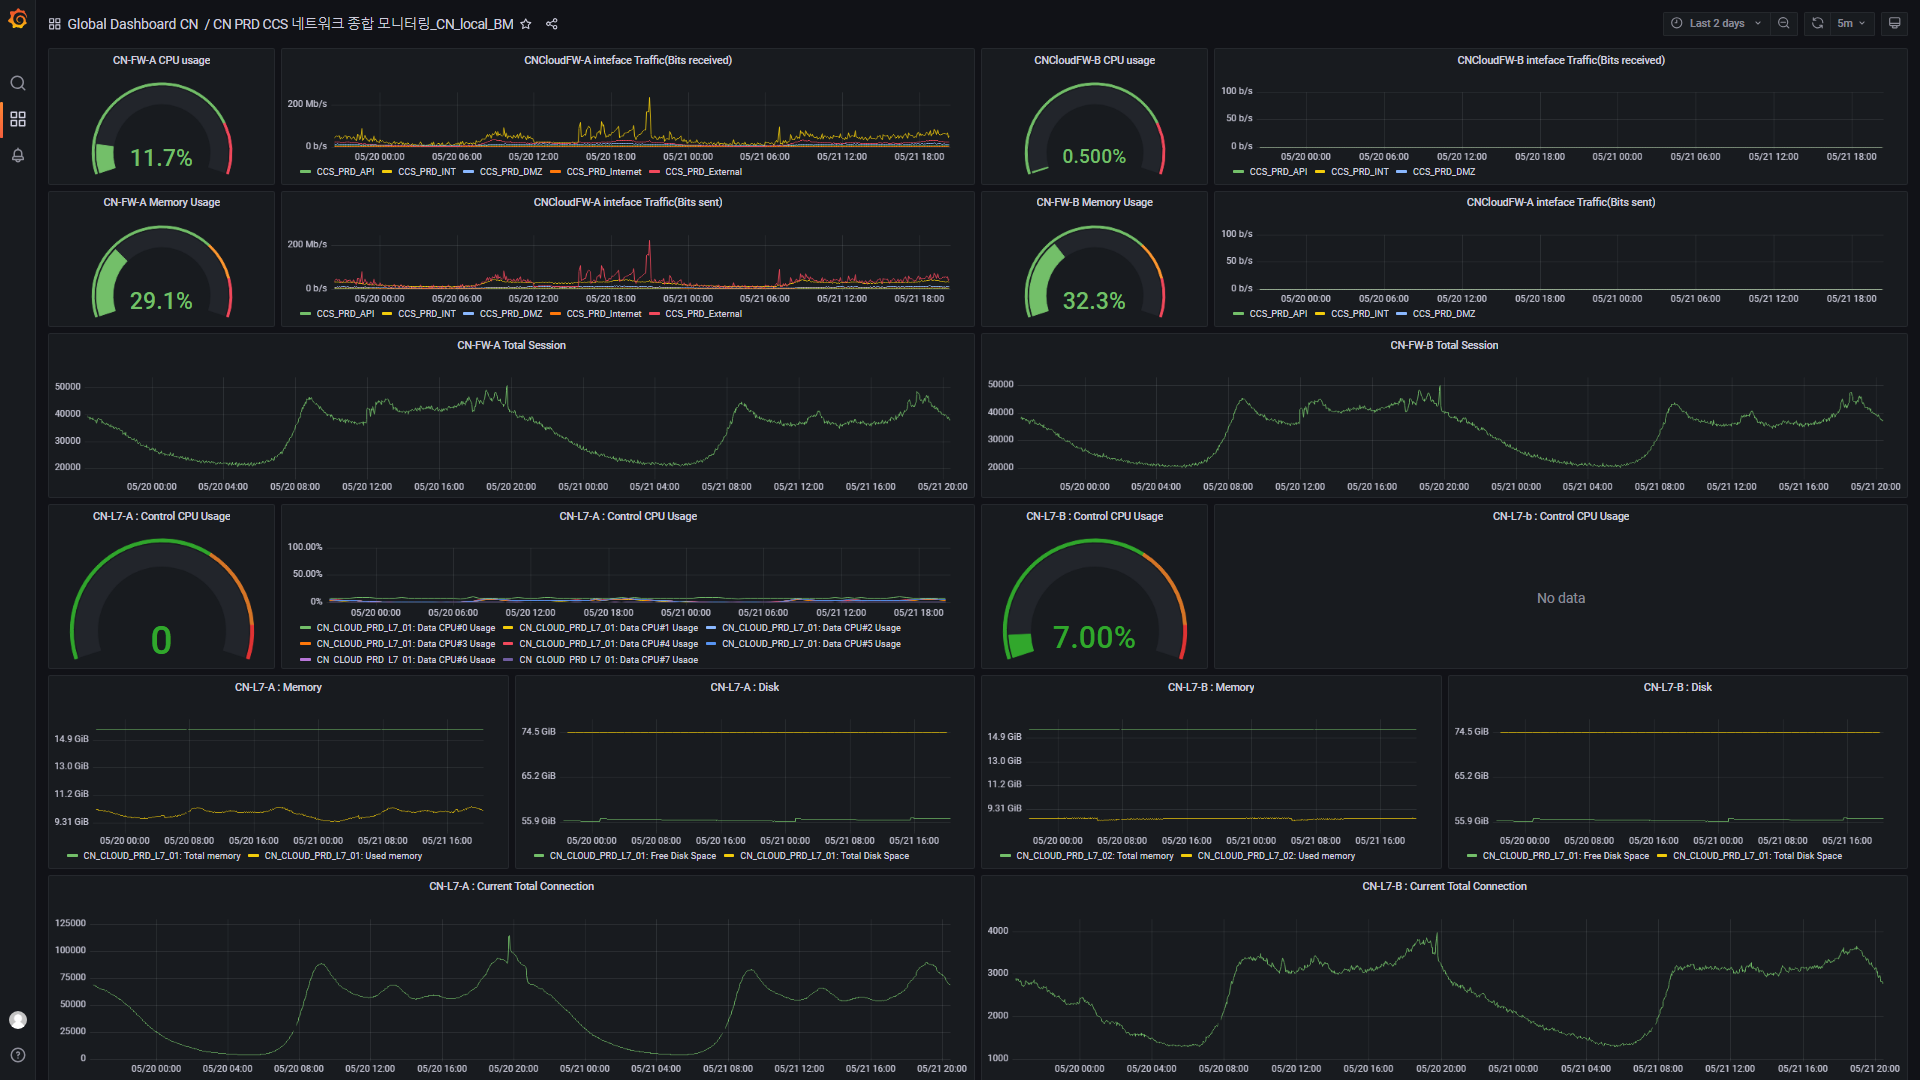 Global Dashboard CN / CN PRD CCS 네트워크 종합 모니터링_CN_local_BM
Last 2 days
5m
CN-FW-A CPU usage
11.7%
CNCloudFW-A inteface Traffic(Bits received)
200 Mb/s
0 b/s
05/20 00:00 05/20 06:00 05/20 12:00 05/20 18:00 05/21 00:00 05/21 06:00 05/21 12:00 05/21 18:00
CCS_PRD_API CCS_PRD_INT CCS_PRD_DMZ CCS_PRD_Internet CCS_PRD_External
CNCloudFW-B CPU usage
0.500%
CNCloudFW-B inteface Traffic(Bits received)
100 b/s
50 b/s
0 b/s
05/20 00:00 05/20 06:00 05/20 12:00 05/20 18:00 05/21 00:00 05/21 06:00 05/21 12:00 05/21 18:00
CCS_PRD_API CCS_PRD_INT CCS_PRD_DMZ
CN-FW-A Memory Usage
29.1%
CNCloudFW-A inteface Traffic(Bits sent)
200 Mb/s
0 b/s
05/20 00:00 05/20 06:00 05/20 12:00 05/20 18:00 05/21 00:00 05/21 06:00 05/21 12:00 05/21 18:00
CCS_PRD_API CCS_PRD_INT CCS_PRD_DMZ CCS_PRD_Internet CCS_PRD_External
CN-FW-B Memory Usage
32.3%
CNCloudFW-A inteface Traffic(Bits sent)
100 b/s
50 b/s
0 b/s
05/20 00:00 05/20 06:00 05/20 12:00 05/20 18:00 05/21 00:00 05/21 06:00 05/21 12:00 05/21 18:00
CCS_PRD_API CCS_PRD_INT CCS_PRD_DMZ
CN-FW-A Total Session
50000
40000
30000
20000
05/20 00:00 05/20 04:00 05/20 08:00 05/20 12:00 05/20 16:00 05/20 20:00 05/21 00:00 05/21 04:00 05/21 08:00 05/21 12:00 05/21 16:00 05/21 20:00
CN-FW-B Total Session
50000
40000
30000
20000
05/20 00:00 05/20 04:00 05/20 08:00 05/20 12:00 05/20 16:00 05/20 20:00 05/21 00:00 05/21 04:00 05/21 08:00 05/21 12:00 05/21 16:00 05/21 20:00
CN-L7-A : Control CPU Usage
0
CN-L7-A : Control CPU Usage
100.00%
50.00%
0%
05/20 00:00 05/20 06:00 05/20 12:00 05/20 18:00 05/21 00:00 05/21 06:00 05/21 12:00 05/21 18:00
CN_CLOUD_PRD_L7_01: Data CPU#0 Usage CN_CLOUD_PRD_L7_01: Data CPU#1 Usage CN_CLOUD_PRD_L7_01: Data CPU#2 Usage
CN_CLOUD_PRD_L7_01: Data CPU#3 Usage CN_CLOUD_PRD_L7_01: Data CPU#4 Usage CN_CLOUD_PRD_L7_01: Data CPU#5 Usage
CN_CLOUD_PRD_L7_01: Data CPU#6 Usage CN_CLOUD_PRD_L7_01: Data CPU#7 Usage
CN-L7-B : Control CPU Usage
7.00%
CN-L7-b : Control CPU Usage
No data
CN-L7-A : Memory
14.9 GiB
13.0 GiB
11.2 GiB
9.31 GiB
05/20 00:00 05/20 08:00 05/20 16:00 05/21 00:00 05/21 08:00 05/21 16:00
CN_CLOUD_PRD_L7_01: Total memory CN_CLOUD_PRD_L7_01: Used memory
CN-L7-A : Disk
74.5 GiB
65.2 GiB
55.9 GiB
05/20 00:00 05/20 08:00 05/20 16:00 05/21 00:00 05/21 08:00 05/21 16:00
CN_CLOUD_PRD_L7_01: Free Disk Space CN_CLOUD_PRD_L7_01: Total Disk Space
CN-L7-B : Memory
14.9 GiB
13.0 GiB
11.2 GiB
9.31 GiB
05/20 00:00 05/20 08:00 05/20 16:00 05/21 00:00 05/21 08:00 05/21 16:00
CN_CLOUD_PRD_L7_02: Total memory CN_CLOUD_PRD_L7_02: Used memory
CN-L7-B : Disk
74.5 GiB
65.2 GiB
55.9 GiB
05/20 00:00 05/20 08:00 05/20 16:00 05/21 00:00 05/21 08:00 05/21 16:00
CN_CLOUD_PRD_L7_01: Free Disk Space CN_CLOUD_PRD_L7_01: Total Disk Space
CN-L7-A : Current Total Connection
125000
100000
75000
50000
25000
0
05/20 00:00 05/20 04:00 05/20 08:00 05/20 12:00 05/20 16:00 05/20 20:00 05/21 00:00 05/21 04:00 05/21 08:00 05/21 12:00 05/21 16:00 05/21 20:00
CN-L7-B : Current Total Connection
4000
3000
2000
1000
05/20 00:00 05/20 04:00 05/20 08:00 05/20 12:00 05/20 16:00 05/20 20:00 05/21 00:00 05/21 04:00 05/21 08:00 05/21 12:00 05/21 16:00 05/21 20:00